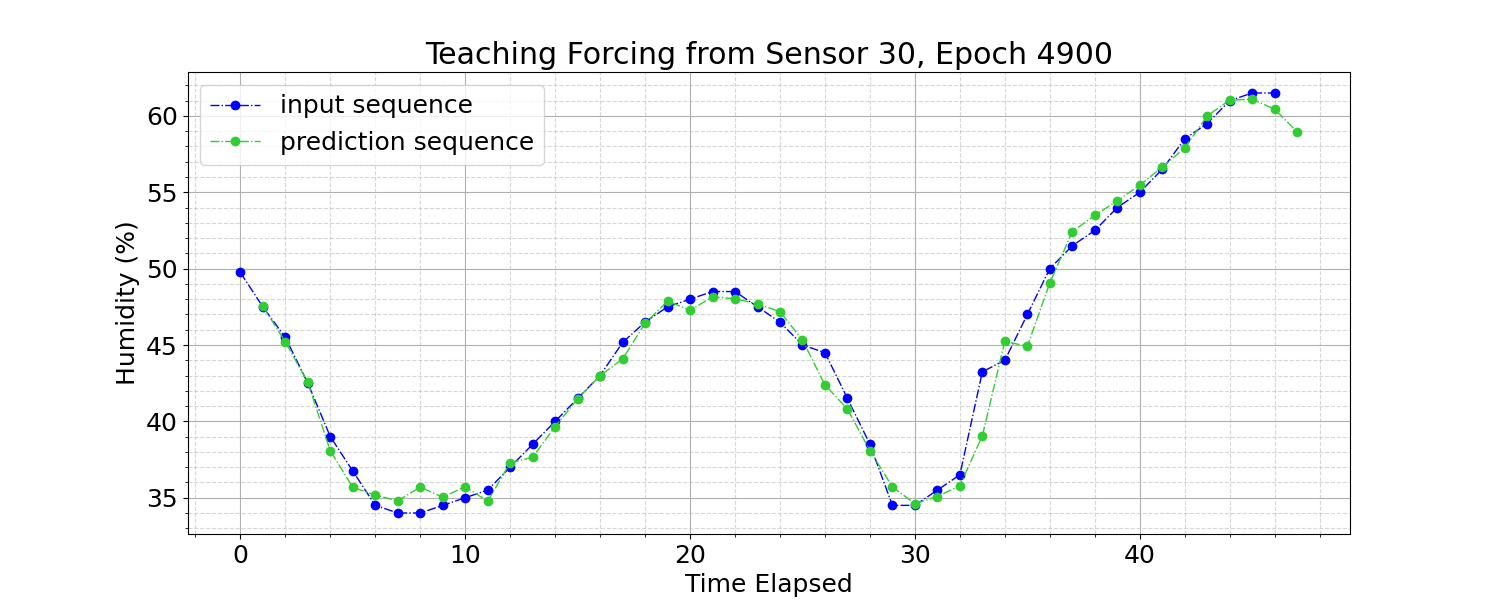 Teaching Forcing from Sensor 30, Epoch 4900
input sequence
prediction sequence
Humidity (%)
60
55
50
45
40
35
0 10 20 30 40
Time Elapsed